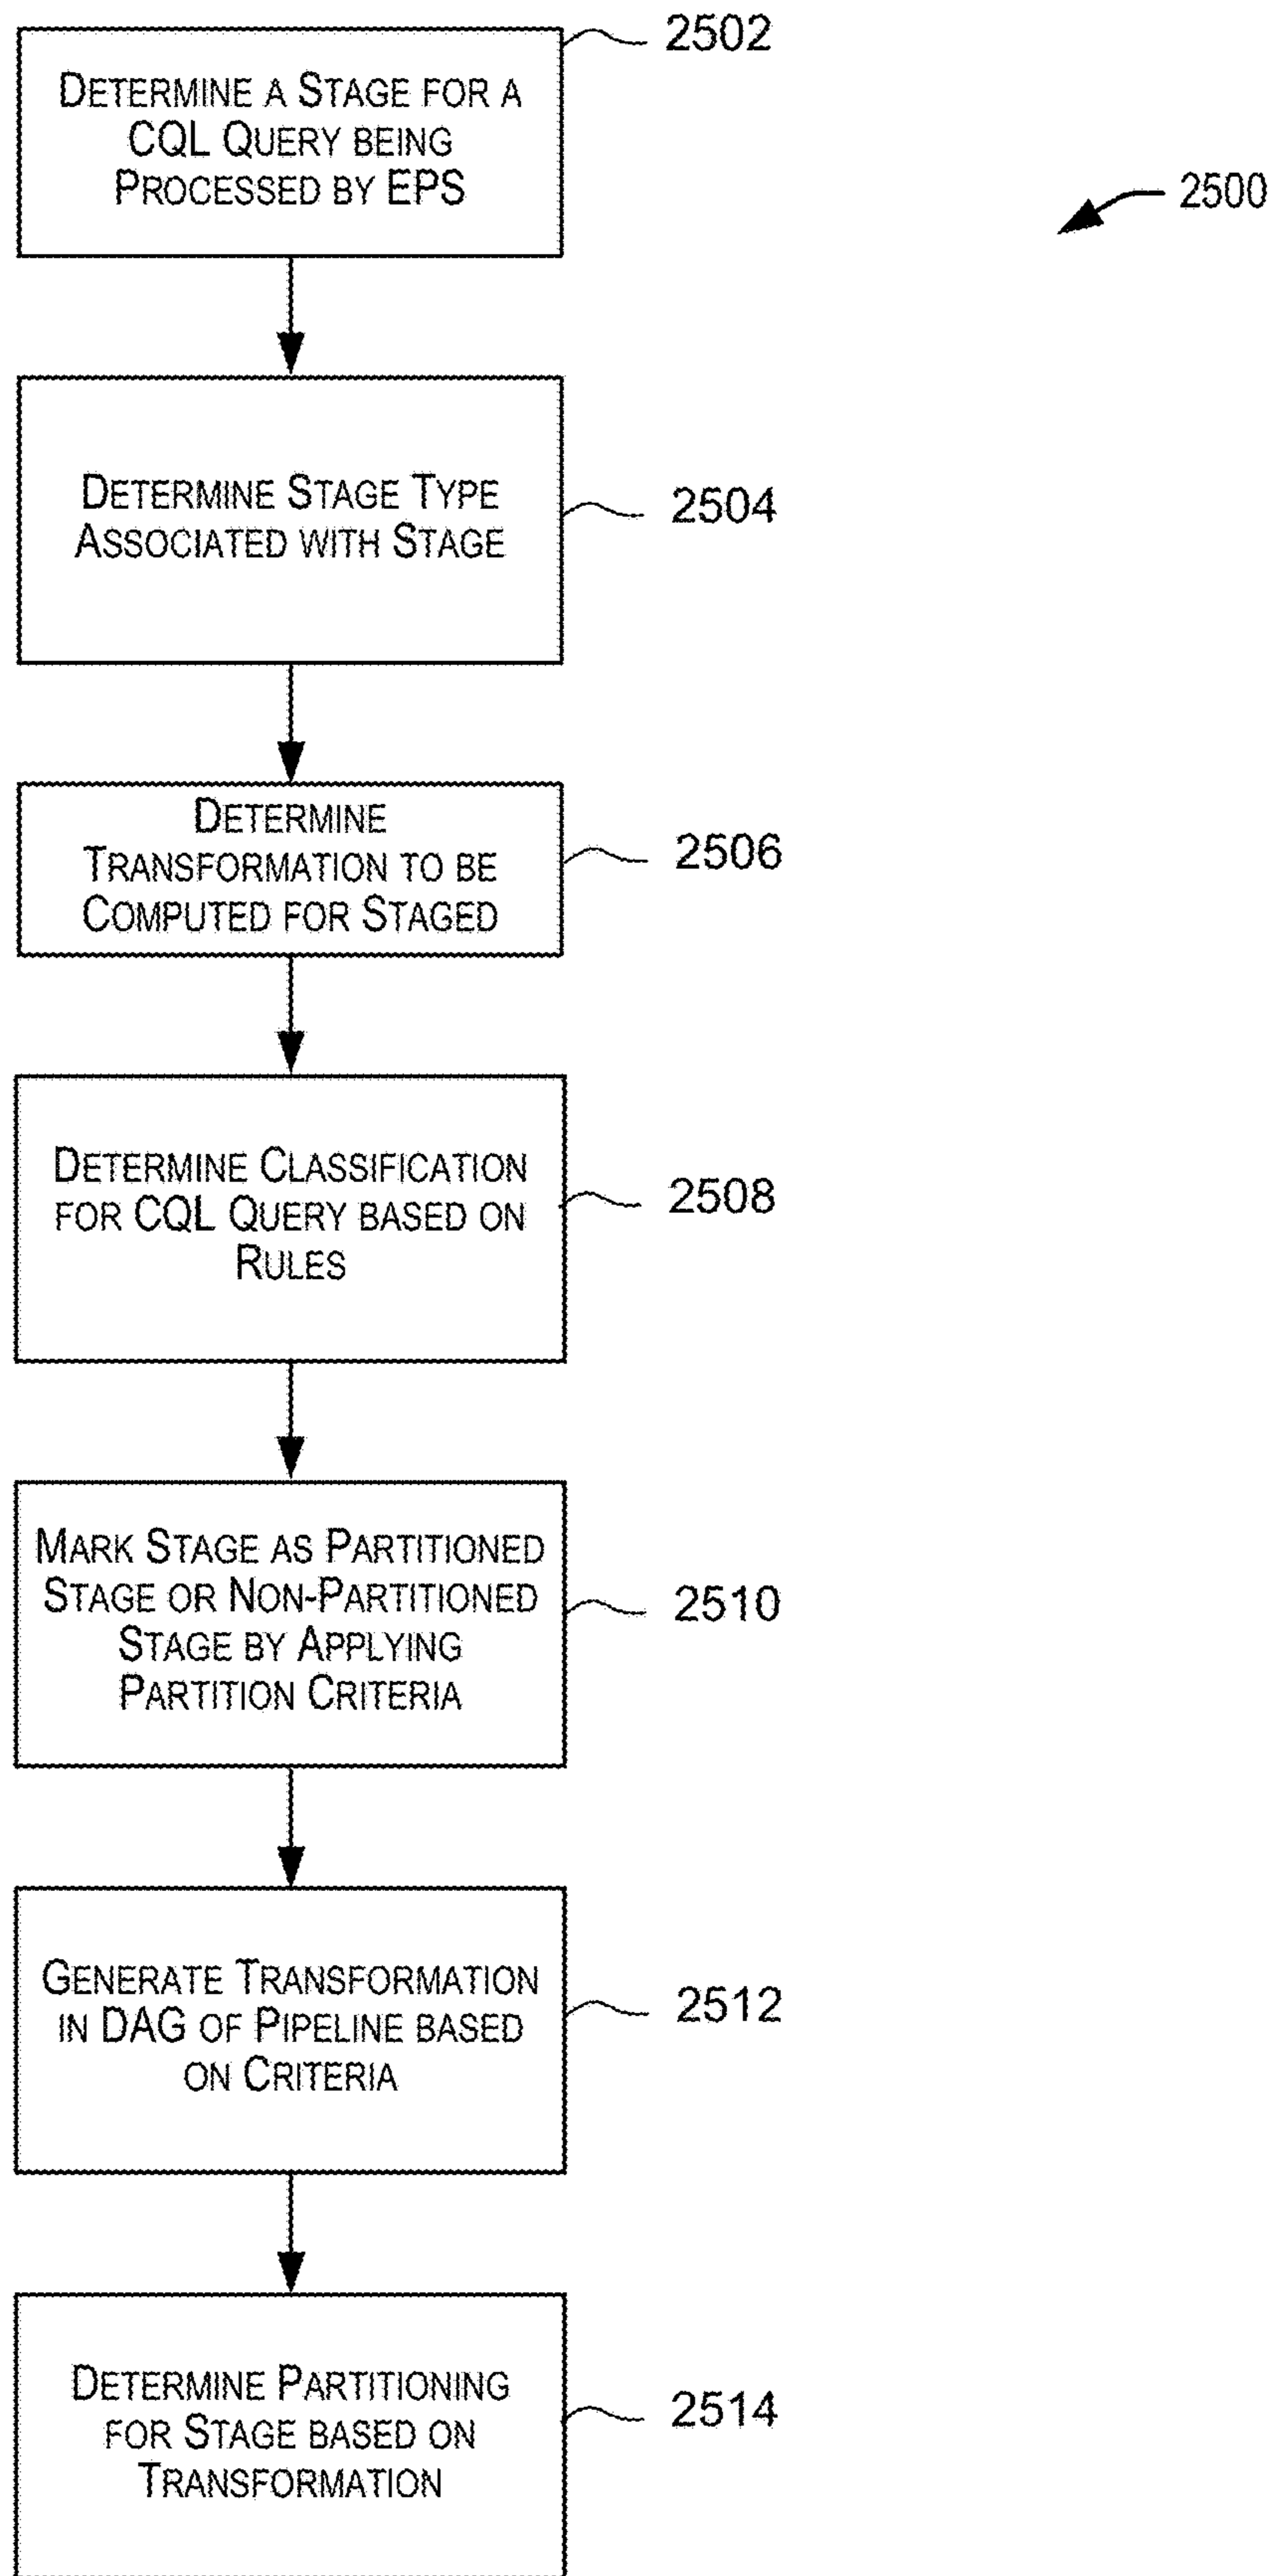 DETERMINE A STAGE FOR A
CQL QUERY BEING
PROCESSED BY EPS
2502
2500
DETERMINE STAGE TYPE
ASSOCIATED WITH STAGE
2504
DETERMINE
TRANSFORMATION TO BE
COMPUTED FOR STAGED
2506
DETERMINE CLASSIFICATION
FOR CQL QUERY BASED ON
RULES
2508
MARK STAGE AS PARTITIONED
STAGE OR NON-PARTITIONED
STAGE BY APPLYING
PARTITION CRITERIA
2510
GENERATE TRANSFORMATION
IN DAG OF PIPELINE BASED
ON CRITERIA
2512
DETERMINE PARTITIONING
FOR STAGE BASED ON
TRANSFORMATION
2514